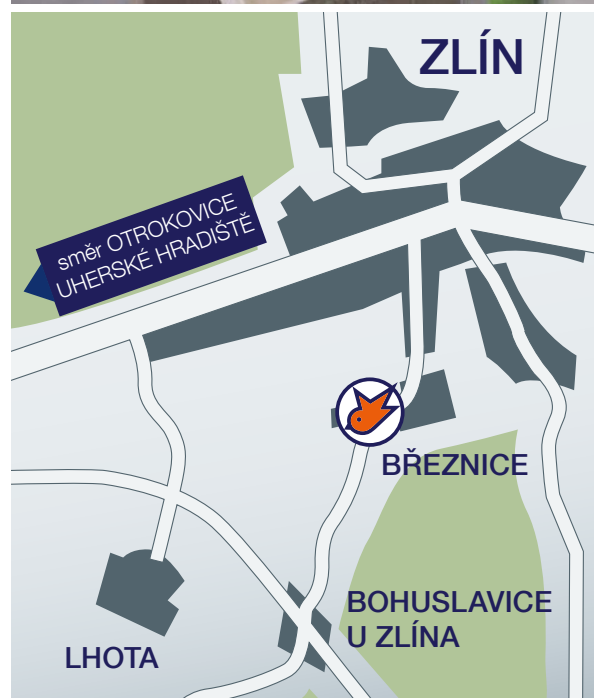 ZLÍN
směr OTROKOVICE
UHERSKÉ HRADIŠTĚ
BŘEZNICE
BOHUSLAVICE
U ZLÍNA
LHOTA